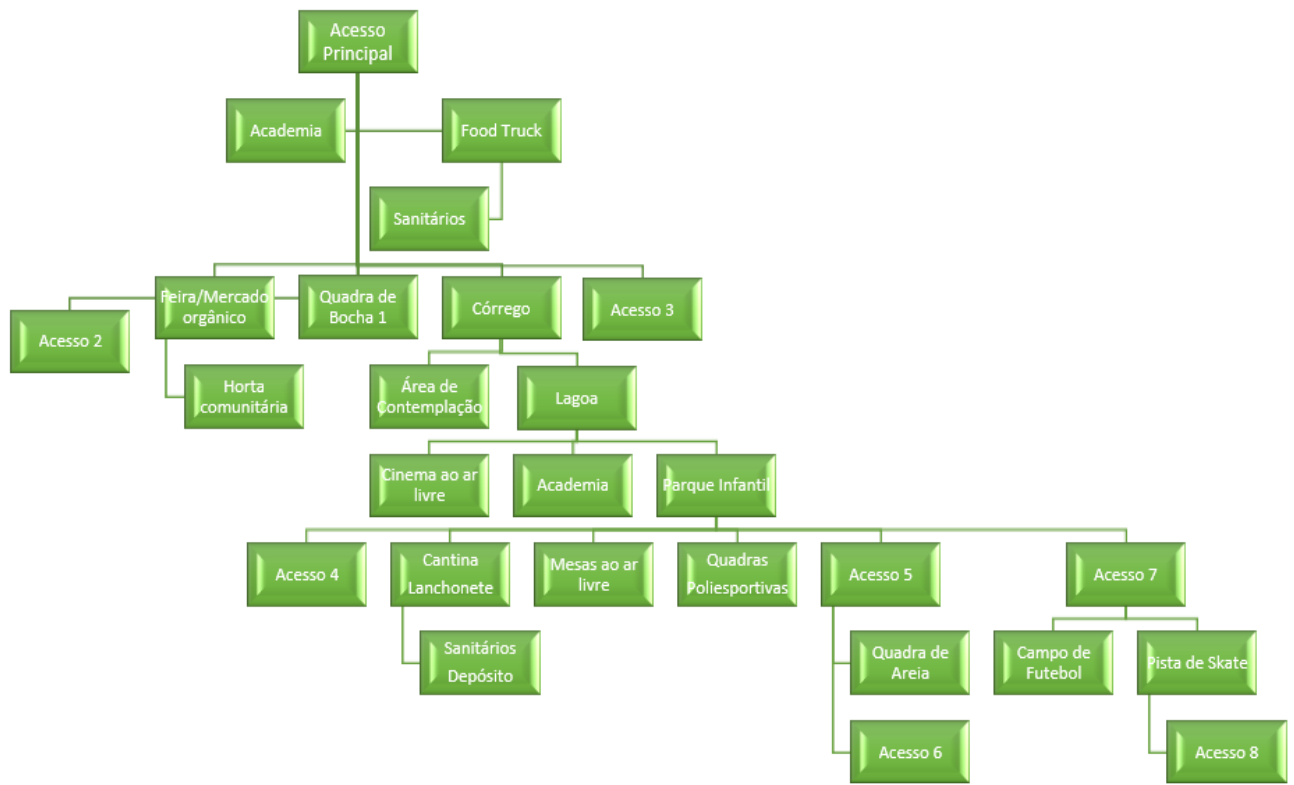 Acesso
Principal
Academia
Food Truck
Sanitários
Feira/Mercado
orgânico
Quadra de
Bocha 1
Córrego
Acesso 3
Acesso 2
Horta
comunitária
Área de
Contemplação
Lagoa
Cinema ao ar
livre
Academia
Parque Infantil
Acesso 4
Cantina
Lanchonete
Mesas ao ar
livre
Quadras
Poliesportivas
Acesso 5
Acesso 7
Sanitários
Depósito
Quadra de
Areia
Campo de
Futebol
Pista de Skate
Acesso 6
Acesso 8